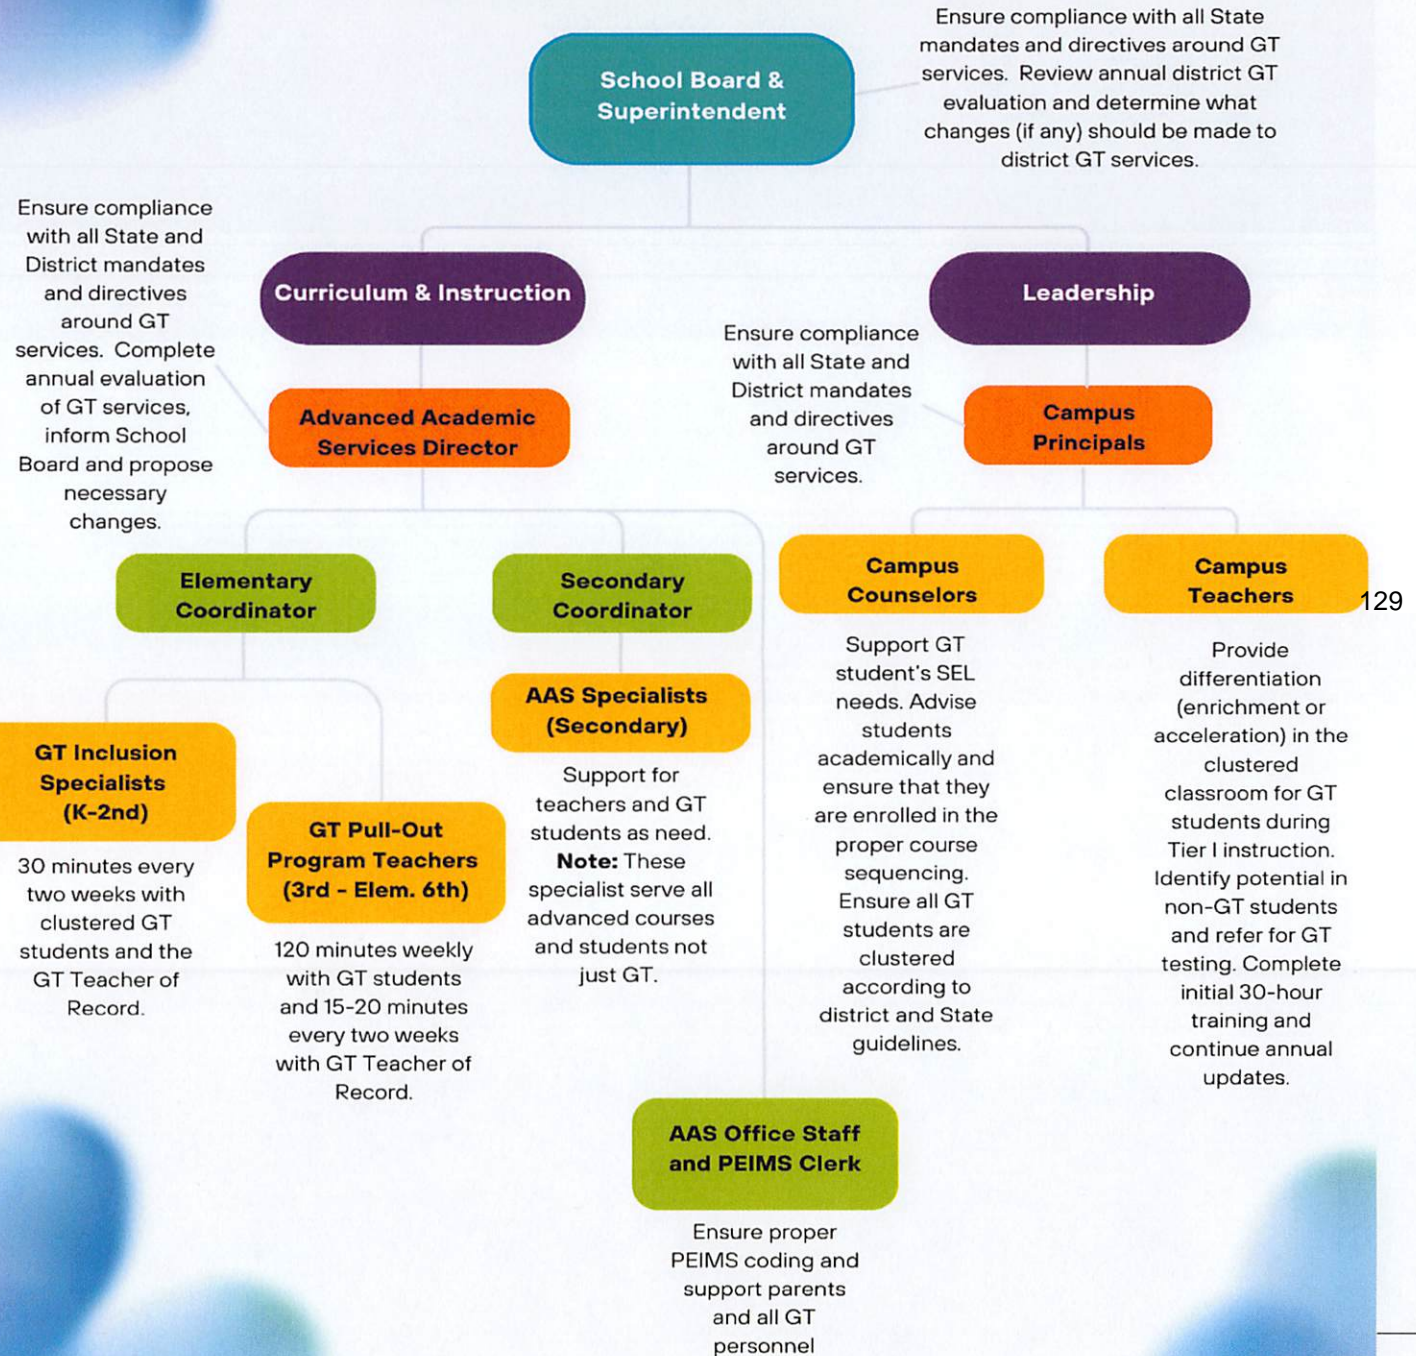 Ensure compliance with all State
mandates and directives around GT
services. Review annual district GT
evaluation and determine what
changes (if any) should be made to
district GT services.
School Board &
Superintendent
Ensure compliance
with all State and
District mandates
and directives
around GT
services. Complete
annual evaluation
of GT services,
inform School
Board and propose
necessary
changes.
Curriculum & Instruction
Leadership
Ensure compliance
with all State and
District mandates
and directives
around GT
services.
Advanced Academic
Services Director
Campus
Principals
Elementary
Coordinator
Secondary
Coordinator
Campus
Counselors
Campus
Teachers
129
GT Inclusion
Specialists
(K-2nd)
30 minutes every
two weeks with
clustered GT
students and the
GT Teacher of
Record.
GT Pull-Out
Program Teachers
(3rd - Elem. 6th)
120 minutes weekly
with GT students
and 15-20 minutes
every two weeks
with GT Teacher of
Record.
AAS Specialists
(Secondary)
Support for
teachers and GT
students as need.
Note: These
specialist serve all
advanced courses
and students not
just GT.
Support GT
student's SEL
needs. Advise
students
academically and
ensure that they
are enrolled in the
proper course
sequencing.
Ensure all GT
students are
clustered
according to
district and State
guidelines.
Provide
differentiation
(enrichment or
acceleration) in the
clustered
classroom for GT
students during
Tier I instruction.
Identify potential in
non-GT students
and refer for GT
testing. Complete
initial 30-hour
training and
continue annual
updates.
AAS Office Staff
and PEIMS Clerk
Ensure proper
PEIMS coding and
support parents
and all GT
personnel